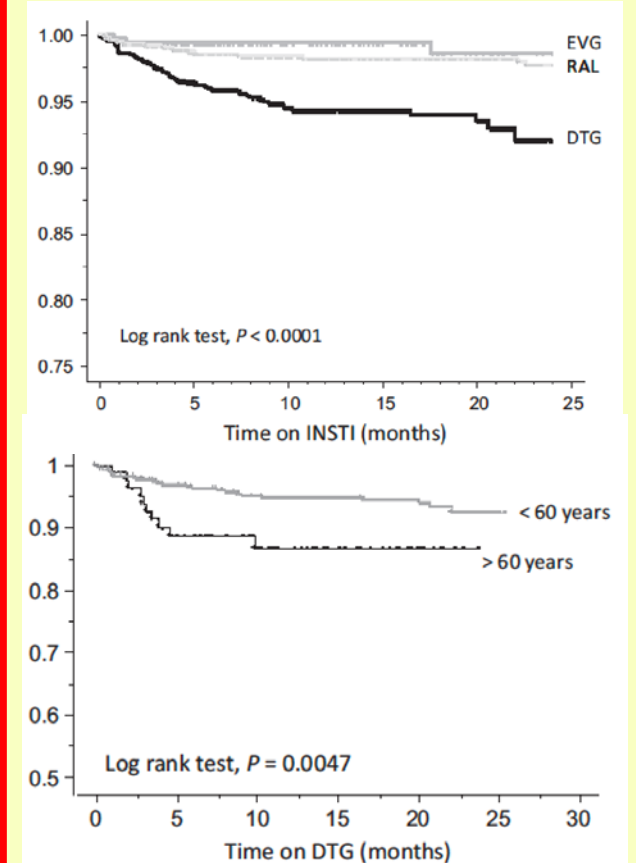 1.00
EVG
RAL
0.95
DTG
0.90
0.85
0.80
Log rank test, P < 0.0001
0.75
0 5 10 15 20 25
Time on INSTI (months)
1
< 60 years
0.9
> 60 years
0.8
0.7
0.6
Log rank test, P = 0.0047
0.5
0 5 10 15 20 25 30
Time on DTG (months)